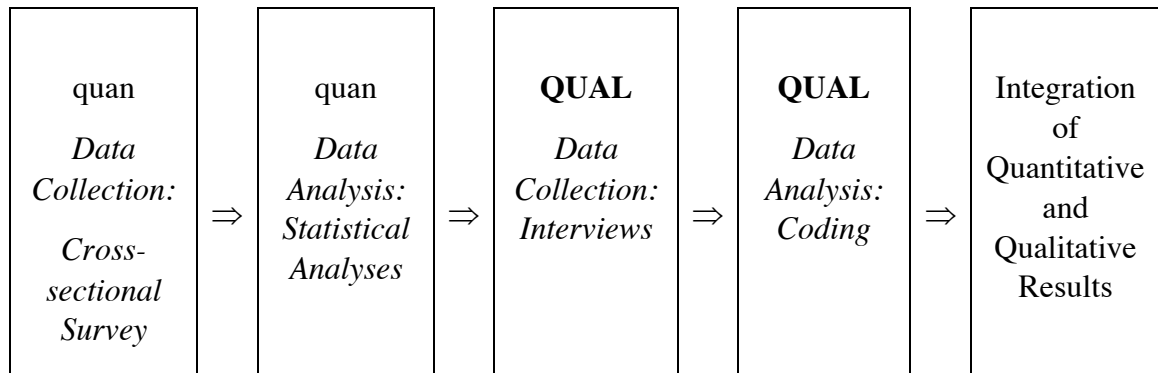 quan
Data
Collection:
Cross-
sectional
Survey
⇒
quan
Data
Analysis:
Statistical
Analyses
⇒
QUAL
Data
Collection:
Interviews
⇒
QUAL
Data
Analysis:
Coding
⇒
Integration
of
Quantitative
and
Qualitative
Results